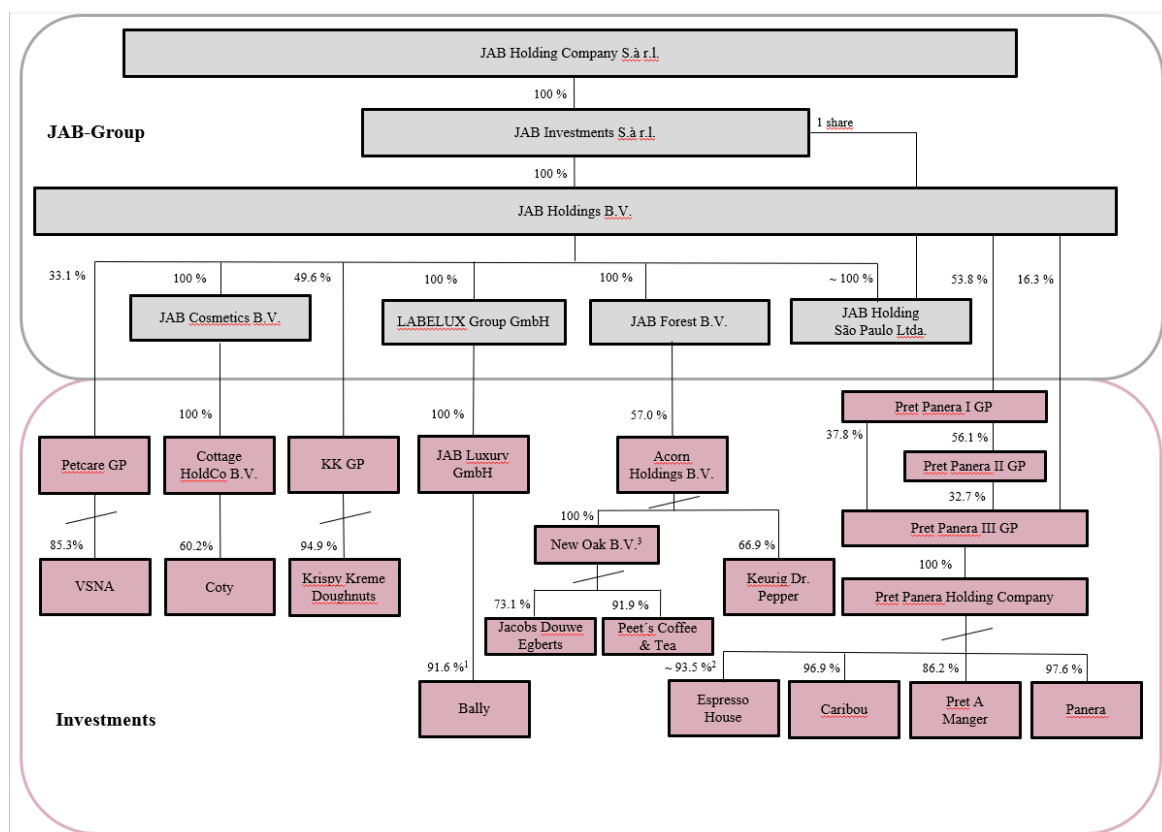 JAB Holding Company S.à r.l.
100 %
JAB-Group
JAB Investments S.à r.l.
1 share
100 %
JAB Holdings B.V.
33.1 %
100 %
49.6 %
100 %
100 %
~ 100 %
53.8 %
16.3 %
JAB Cosmetics B.V.
LABELUX Group GmbH
JAB Forest B.V.
JAB Holding
São Paulo Ltda.
Pret Panera I GP
100 %
100 %
57.0 %
37.8 %
56.1 %
Petcare GP
Cottage
HoldCo B.V.
KK GP
JAB Luxury
GmbH
Acorn
Holdings B.V.
Pret Panera II GP
32.7 %
100 %
Pret Panera III GP
85.3%
60.2%
94.9 %
New Oak B.V.³
66.9 %
100 %
VSNA
Coty
Krispy Kreme
Doughnuts
Keurig Dr.
Pepper
Pret Panera Holding Company
73.1 %
91.9 %
Jacobs Douwe
Egberts
Peet´s Coffee
& Tea
91.6%¹
~ 93.5%²
96.9 %
86.2 %
97.6 %
Bally
Espresso
House
Caribou
Pret A
Manger
Panera
Investments